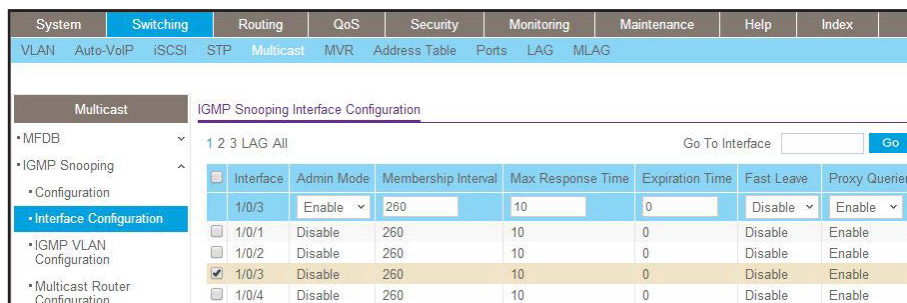 System Switching Routing QoS Security Monitoring Maintenance Help Index
VLAN Auto-VoIP iSCSI STP Multicast MVR Address Table Ports LAG MLAG
Multicast
IGMP Snooping Interface Configuration
MFDB
1 2 3 LAG All Go To Interface Go
IGMP Snooping
Configuration
Interface Configuration
IGMP VLAN
Configuration
Multicast Router
Configuration
Interface Admin Mode Membership Interval Max Response Time Expiration Time Fast Leave Proxy Querier
1/0/3 Enable 260 10 0 Disable Enable
1/0/1 Disable 260 10 0 Disable Enable
1/0/2 Disable 260 10 0 Disable Enable
1/0/3 Disable 260 10 0 Disable Enable
1/0/4 Disable 260 10 0 Disable Enable